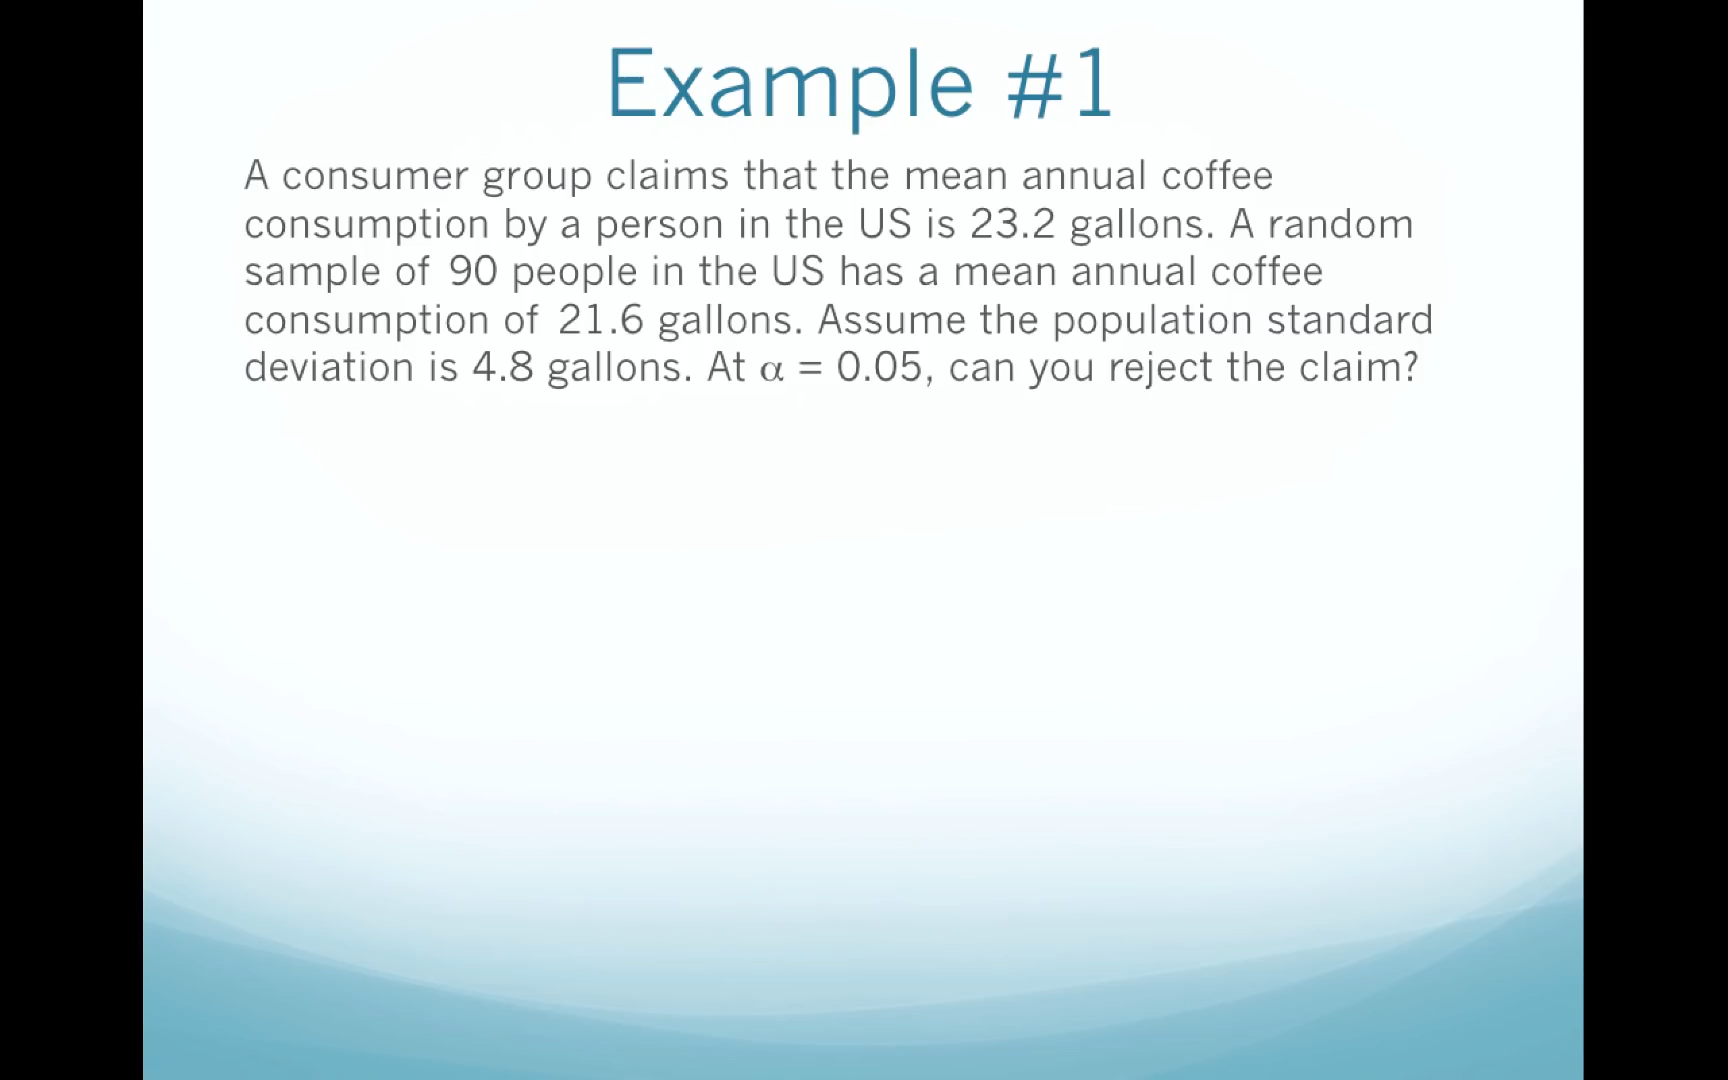 Example #1
A consumer group claims that the mean annual coffee
consumption by a person in the US is 23.2 gallons. A random
sample of 90 people in the US has a mean annual coffee
consumption of 21.6 gallons. Assume the population standard
deviation is 4.8 gallons. At α = 0.05, can you reject the claim?